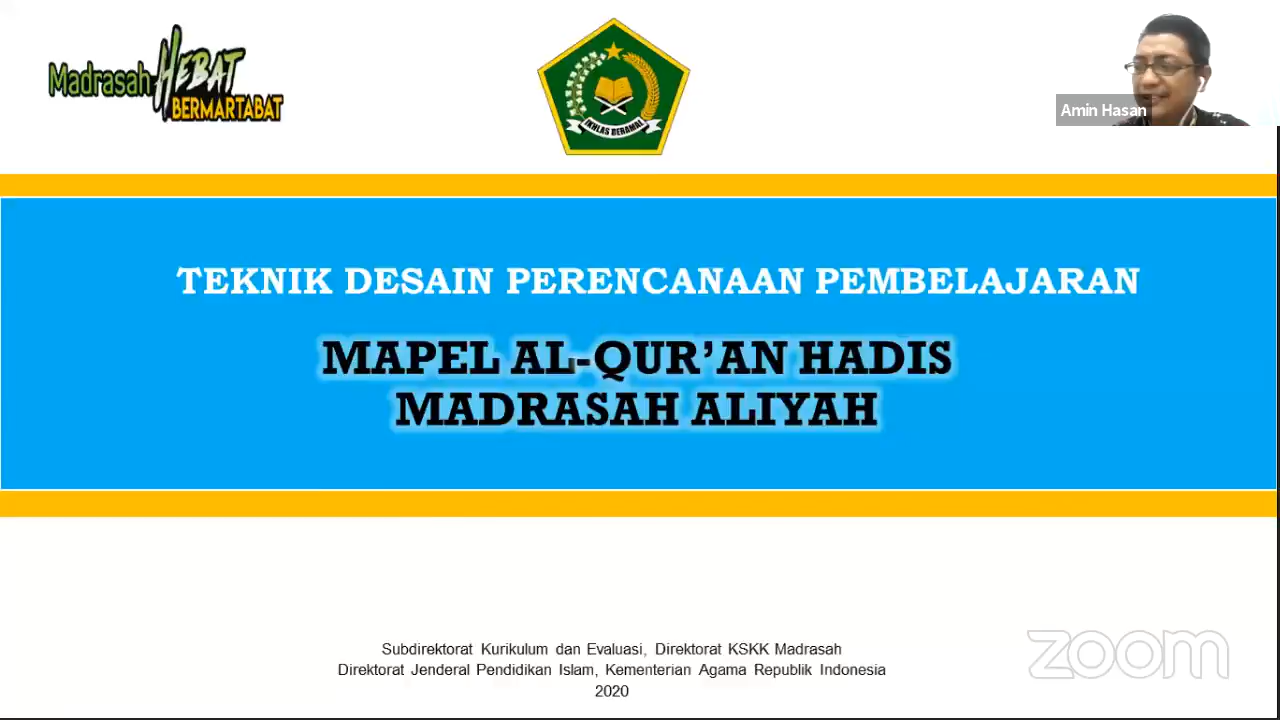 Madrasah HEBAT
BERMARTABAT
IKHLAS BERAMAL
Amin Hasan
TEKNIK DESAIN PERENCANAAN PEMBELAJARAN
MAPEL AL-QUR’AN HADIS
MADRASAH ALIYAH
Subdirektorat Kurikulum dan Evaluasi, Direktorat KSKK Madrasah
Direktorat Jenderal Pendidikan Islam, Kementerian Agama Republik Indonesia
2020
zoom